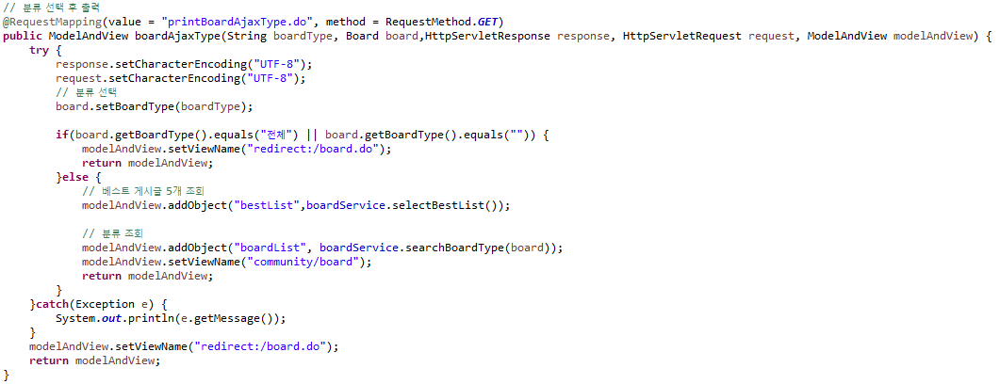 // 분류 선택 후 출력
@RequestMapping(value = "printBoardAjaxType.do", method = RequestMethod.GET)
public ModelAndView boardAjaxType(String boardType, Board board,HttpServletResponse response, HttpServletRequest request, ModelAndView modelAndView) {
    try {
        response.setCharacterEncoding("UTF-8");
        request.setCharacterEncoding("UTF-8");
        // 분류 선택
        board.setBoardType(boardType);

        if(board.getBoardType().equals("전체") || board.getBoardType().equals("")) {
            modelAndView.setViewName("redirect:/board.do");
            return modelAndView;
        }else {
            // 베스트 게시글 5개 조회
            modelAndView.addObject("bestList",boardService.selectBestList());

            // 분류 조회
            modelAndView.addObject("boardList", boardService.searchBoardType(board));
            modelAndView.setViewName("community/board");
            return modelAndView;
        }
    }catch(Exception e) {
        System.out.println(e.getMessage());
    }
    modelAndView.setViewName("redirect:/board.do");
    return modelAndView;
}